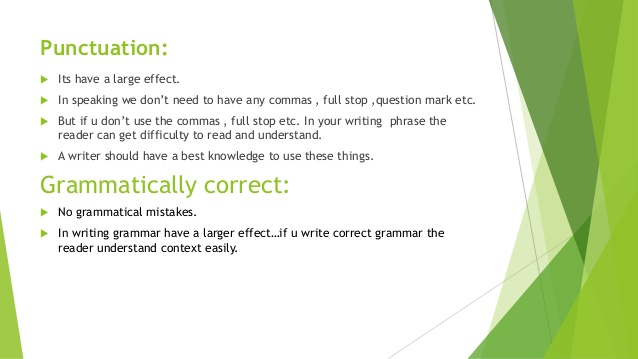 Punctuation:
Its have a large effect.
In speaking we don’t need to have any commas , full stop ,question mark etc.
But if u don’t use the commas , full stop etc. In your writing  phrase the
reader can get difficulty to read and understand.
A writer should have a best knowledge to use these things.
Grammatically correct:
No grammatical mistakes.
In writing grammar have a larger effect…if u write correct grammar the
reader understand context easily.